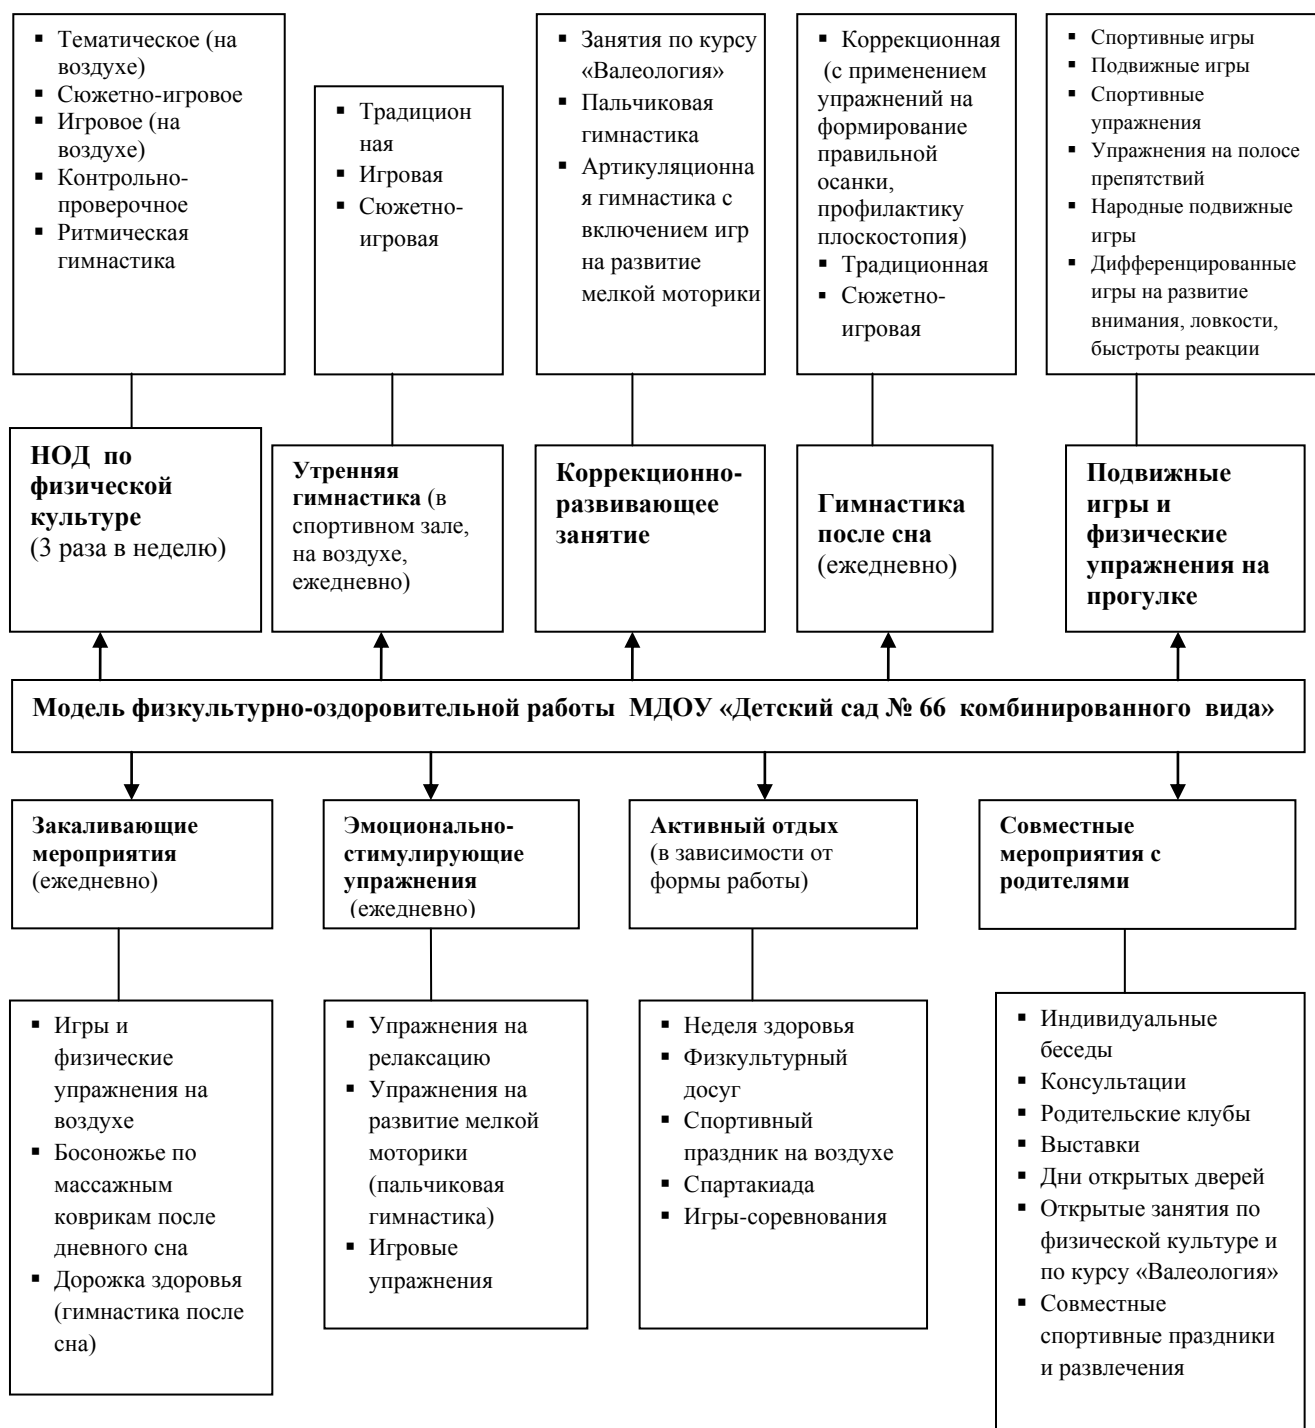 ▪ Тематическое (на
воздухе)
▪ Сюжетно-игровое
▪ Игровое (на
воздухе)
▪ Контрольно-
проверочное
▪ Ритмическая
гимнастика
▪ Традицион
ная
▪ Игровая
▪ Сюжетно-
игровая
▪ Занятия по курсу
«Валеология»
▪ Пальчиковая
гимнастика
▪ Артикуляционна
я гимнастика с
включением игр
на развитие
мелкой моторики
▪ Коррекционная
(с применением
упражнений на
формирование
правильной
осанки,
профилактику
плоскостопия)
▪ Традиционная
▪ Сюжетно-
игровая
▪ Спортивные игры
▪ Подвижные игры
▪ Спортивные
упражнения
▪ Упражнения на полосе
препятствий
▪ Народные подвижные
игры
▪ Дифференцированные
игры на развитие
внимания, ловкости,
быстроты реакции
НОД по
физической
культуре
(3 раза в неделю)
Утренняя
гимнастика (в
спортивном зале,
на воздухе,
ежедневно)
Коррекционно-
развивающее
занятие
Гимнастика
после сна
(ежедневно)
Подвижные
игры и
физические
упражнения на
прогулке
Модель физкультурно-оздоровительной работы МДОУ «Детский сад № 66 комбинированного вида»
Закаливающие
мероприятия
(ежедневно)
Эмоционально-
стимулирующие
упражнения
(ежедневно)
Активный отдых
(в зависимости от
формы работы)
Совместные
мероприятия с
родителями
▪ Игры и
физические
упражнения на
воздухе
▪ Босоножье по
массажным
коврикам после
дневного сна
▪ Дорожка здоровья
(гимнастика после
сна)
▪ Упражнения на
релаксацию
▪ Упражнения на
развитие мелкой
моторики
(пальчиковая
гимнастика)
▪ Игровые
упражнения
▪ Неделя здоровья
▪ Физкультурный
досуг
▪ Спортивный
праздник на воздухе
▪ Спартакиада
▪ Игры-соревнования
▪ Индивидуальные
беседы
▪ Консультации
▪ Родительские клубы
▪ Выставки
▪ Дни открытых дверей
▪ Открытые занятия по
физической культуре и
по курсу «Валеология»
▪ Совместные
спортивные праздники
и развлечения